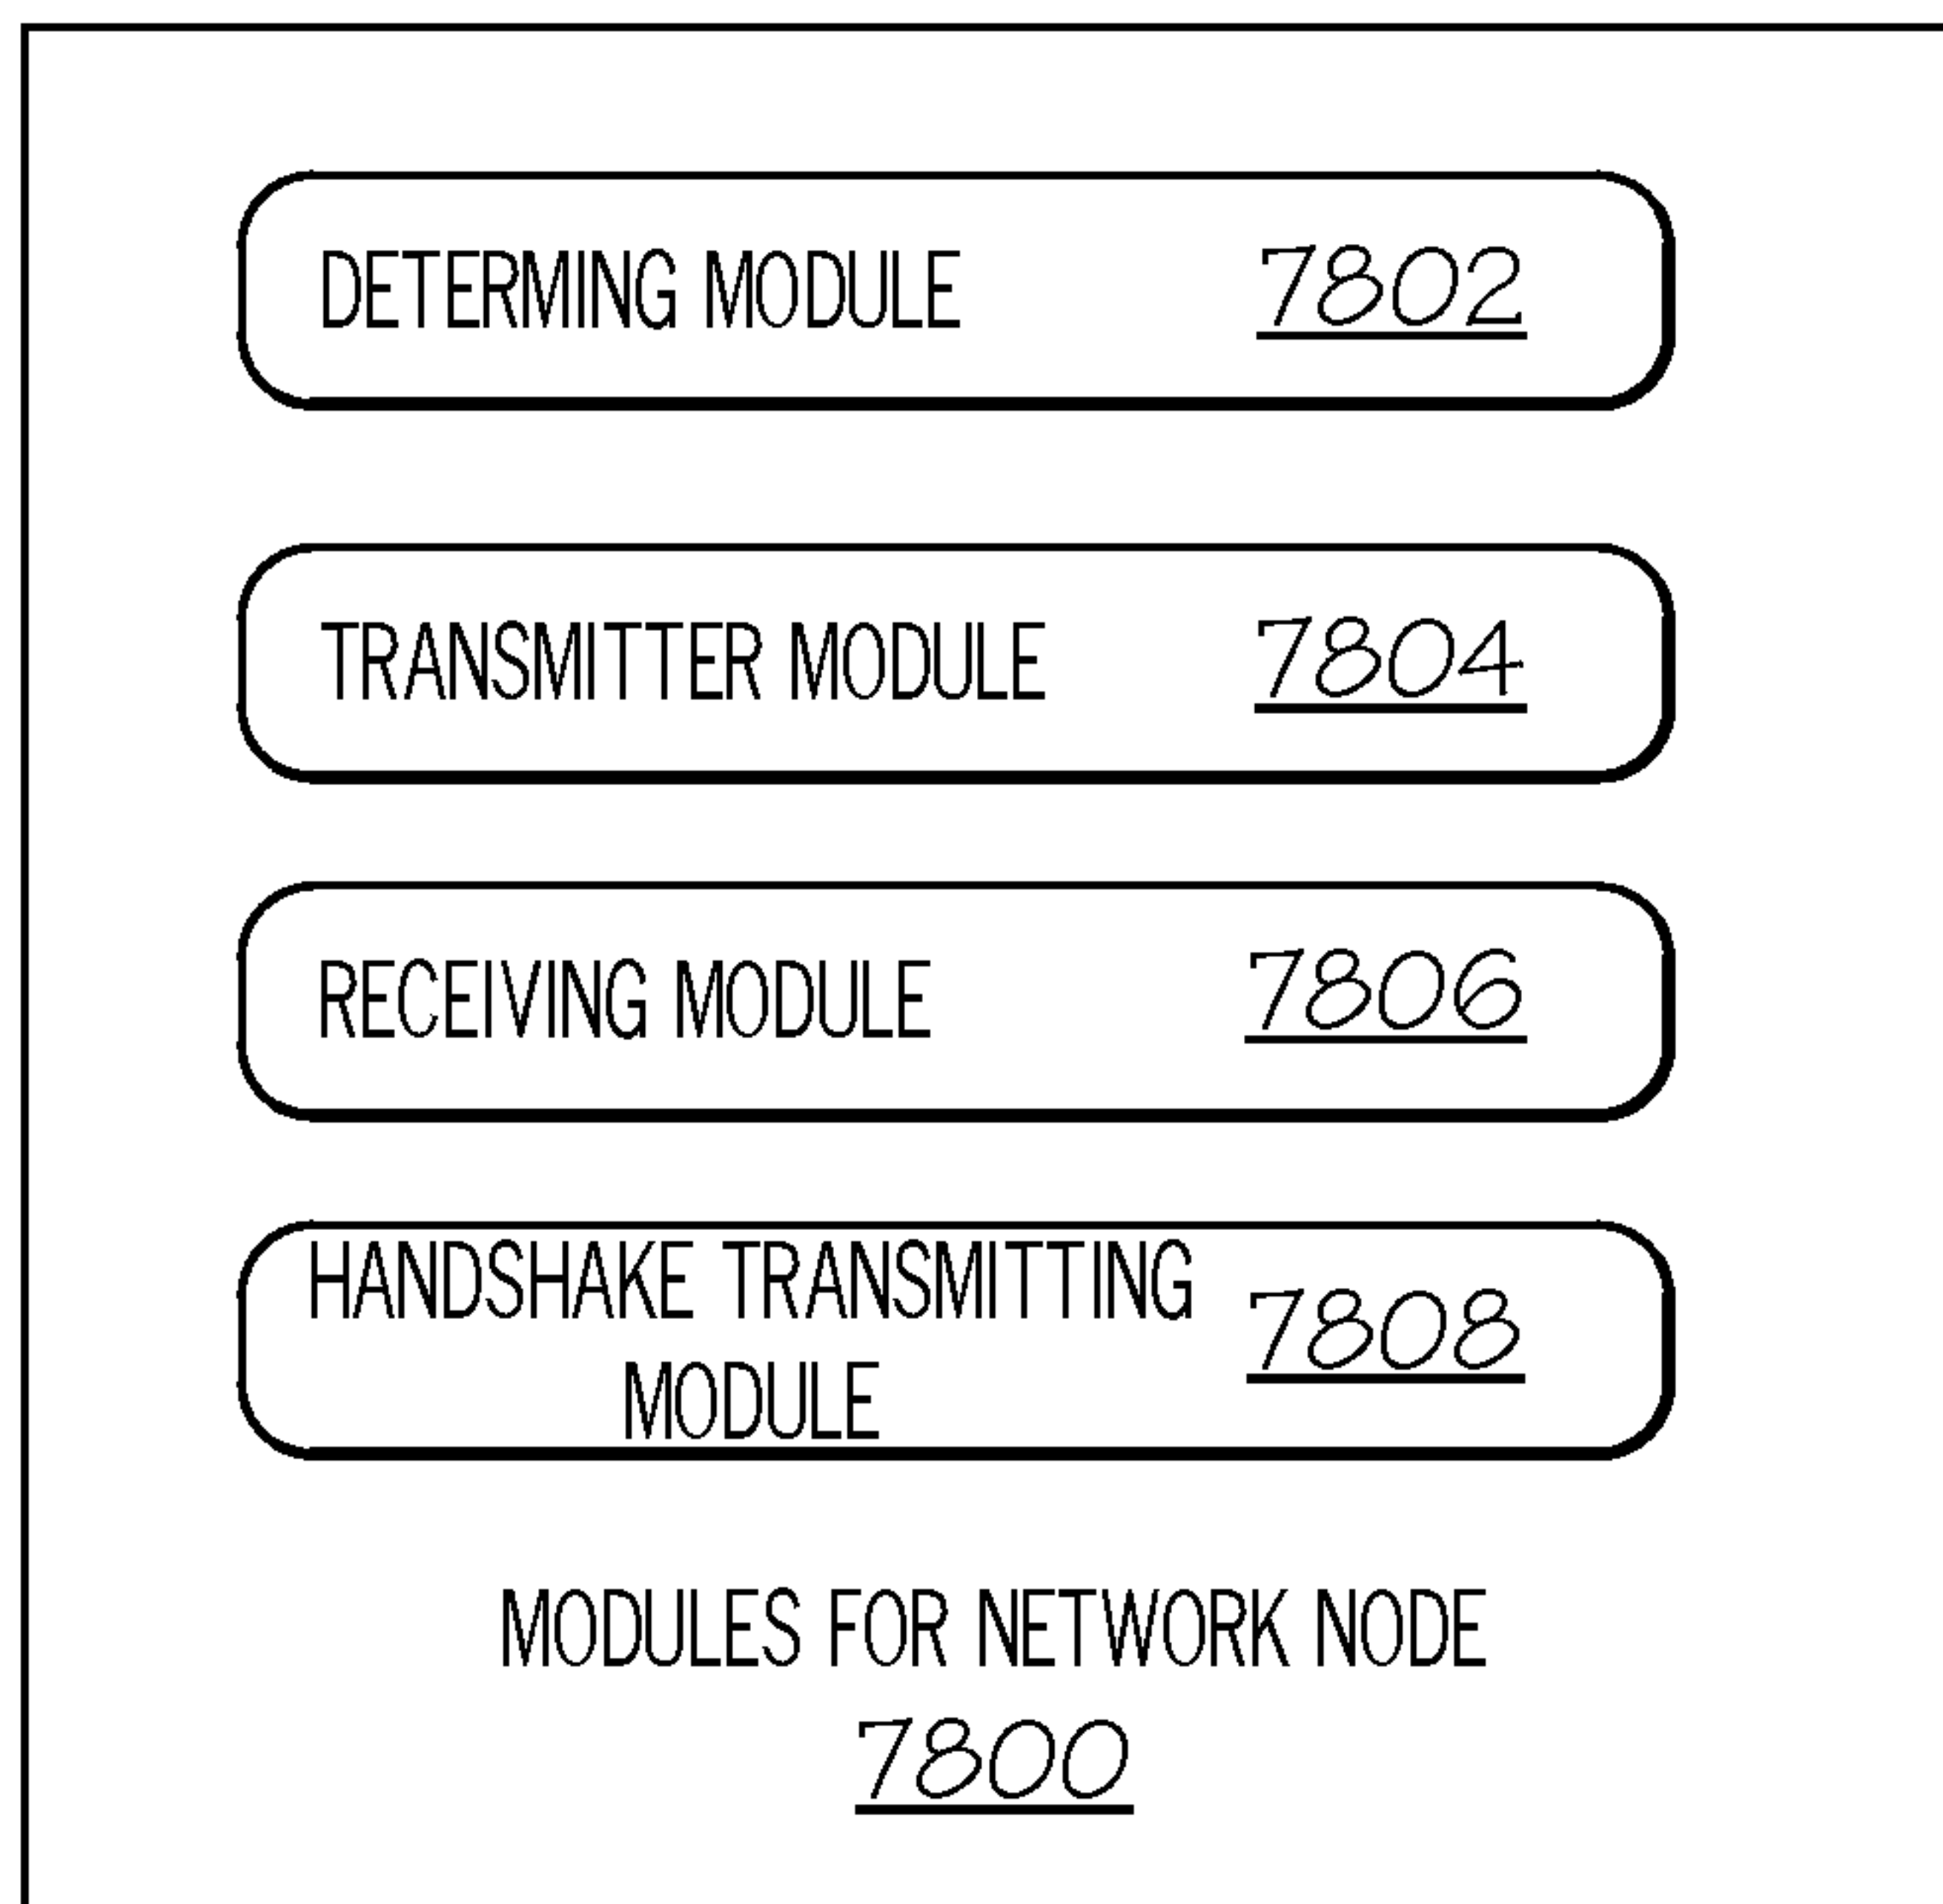 DETERMING MODULE 7802
TRANSMITTER MODULE 7804
RECEIVING MODULE 7806
HANDSHAKE TRANSMITTING
MODULE 7808
MODULES FOR NETWORK NODE
7800